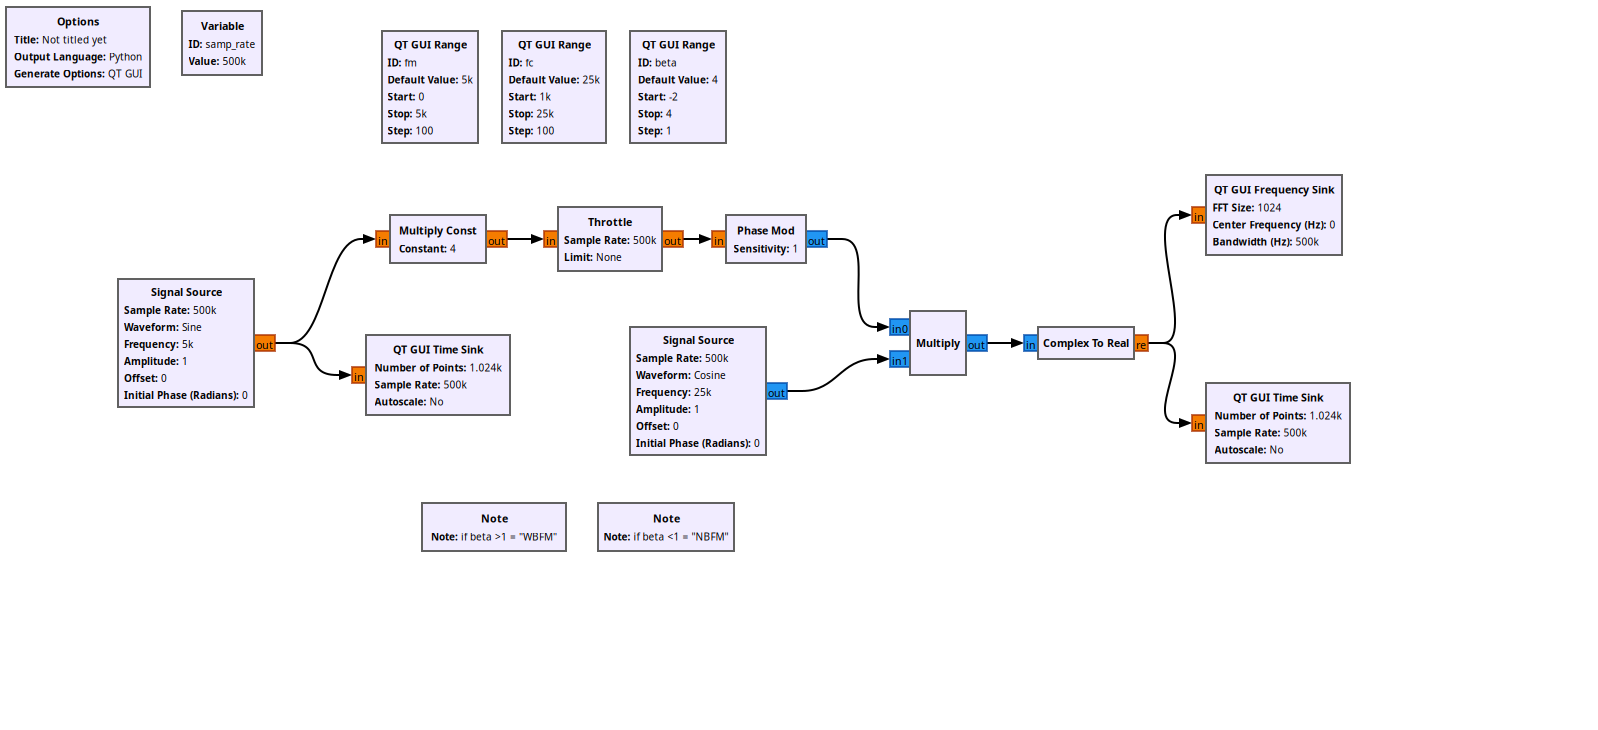 Options
Title: Not titled yet
Output Language: Python
Generate Options: QT GUI
Variable
ID: samp_rate
Value: 500k
QT GUI Range
ID: fm
Default Value: 5k
Start: 0
Stop: 5k
Step: 100
QT GUI Range
ID: fc
Default Value: 25k
Start: 1k
Stop: 25k
Step: 100
QT GUI Range
ID: beta
Default Value: 4
Start: -2
Stop: 4
Step: 1
Signal Source
Sample Rate: 500k
Waveform: Sine
Frequency: 5k
Amplitude: 1
Offset: 0
Initial Phase (Radians): 0
out
in
Multiply Const
Constant: 4
out
in
Throttle
Sample Rate: 500k
Limit: None
out
in
Phase Mod
Sensitivity: 1
out
in
QT GUI Time Sink
Number of Points: 1.024k
Sample Rate: 500k
Autoscale: No
Signal Source
Sample Rate: 500k
Waveform: Cosine
Frequency: 25k
Amplitude: 1
Offset: 0
Initial Phase (Radians): 0
out
in0
in1
Multiply
out
in
Complex To Real
re
in
QT GUI Frequency Sink
FFT Size: 1024
Center Frequency (Hz): 0
Bandwidth (Hz): 500k
in
QT GUI Time Sink
Number of Points: 1.024k
Sample Rate: 500k
Autoscale: No
Note
Note: if beta >1 = "WBFM"
Note
Note: if beta <1 = "NBFM"